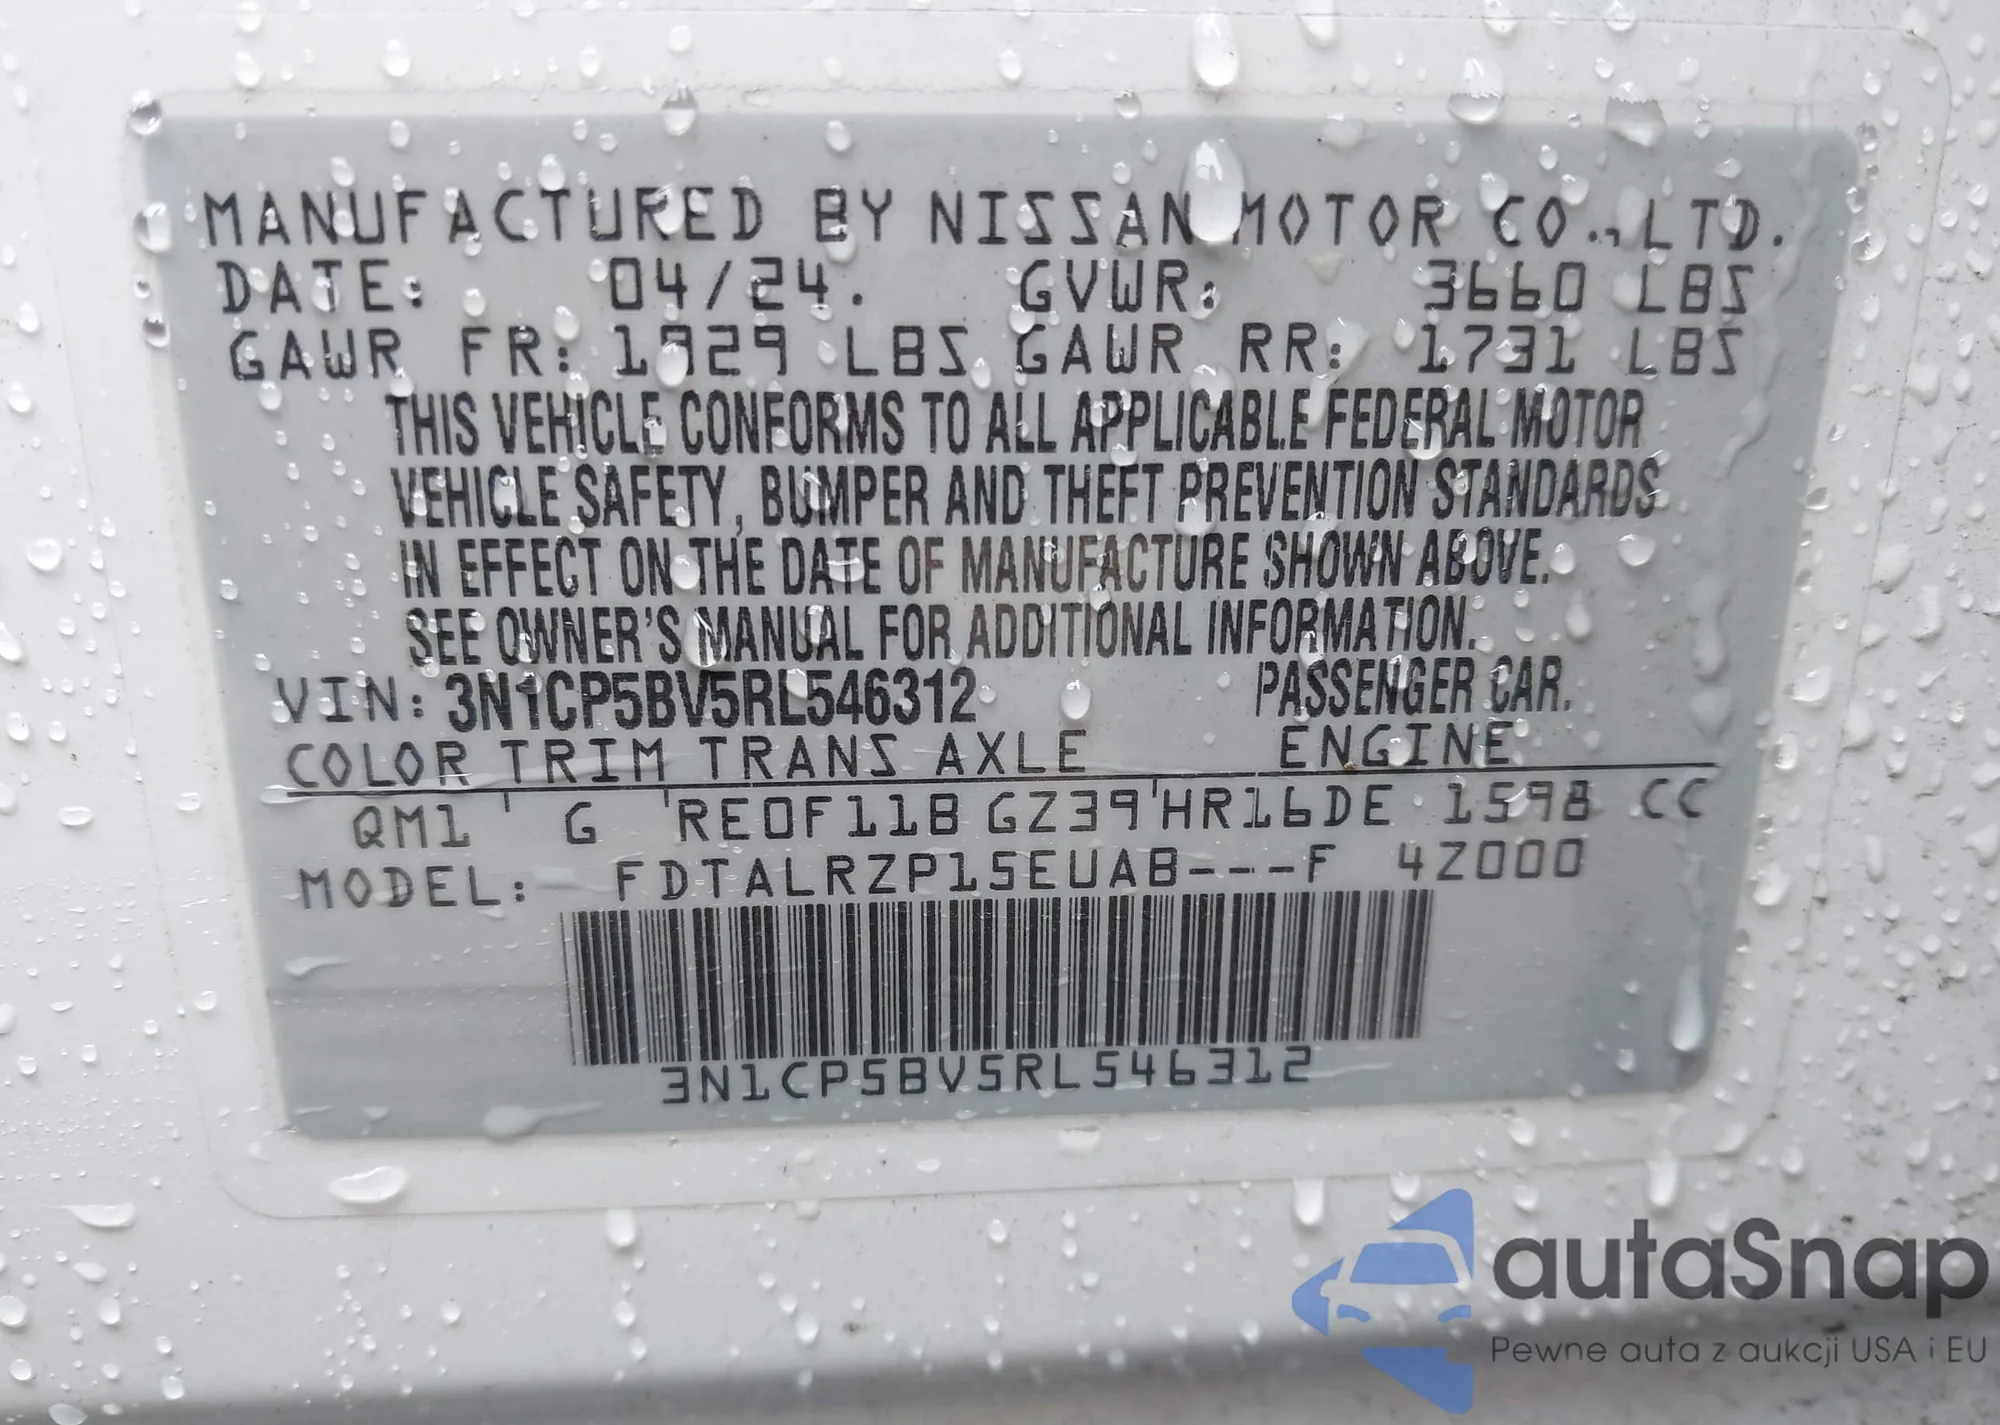 MANUFACTURED BY NISSAN MOTOR CO., LTD.
DATE: 04/24. GVWR: 3660 LBS
GAWR FR: 1929 LBS GAWR RR: 1731 LBS
THIS VEHICLE CONFORMS TO ALL APPLICABLE FEDERAL MOTOR
VEHICLE SAFETY, BUMPER AND THEFT PREVENTION STANDARDS
IN EFFECT ON THE DATE OF MANUFACTURE SHOWN ABOVE.
SEE OWNER'S MANUAL FOR ADDITIONAL INFORMATION.
VIN: 3N1CP5BV5RL546312 PASSENGER CAR.
COLOR TRIM TRANS AXLE ENGINE
QM1 ' G 'RE0F11B GZ39'HR16DE 1598 CC
MODEL: FDTALRZP15EUAB---F 4Z000
3N1CP5BV5RL546312
autaSnap
Pewne auta z aukcji USA i EU